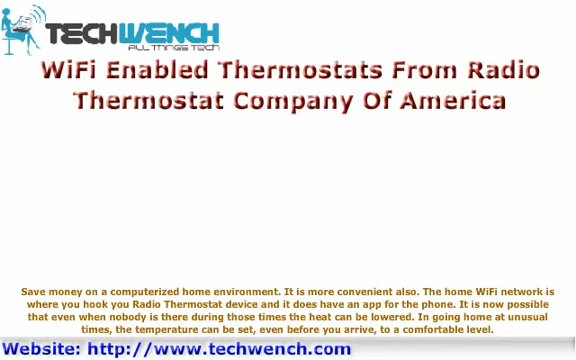 TECHWENCH
ALL THINGS TECH
WiFi Enabled Thermostats From Radio
Thermostat Company Of America
Save money on a computerized home environment. It is more convenient also. The home WiFi network is
where you hook you Radio Thermostat device and it does have an app for the phone. It is now possible
that even when nobody is there during those times the heat can be lowered. In going home at unusual
times, the temperature can be set, even before you arrive, to a comfortable level.
Website: http://www.techwench.com